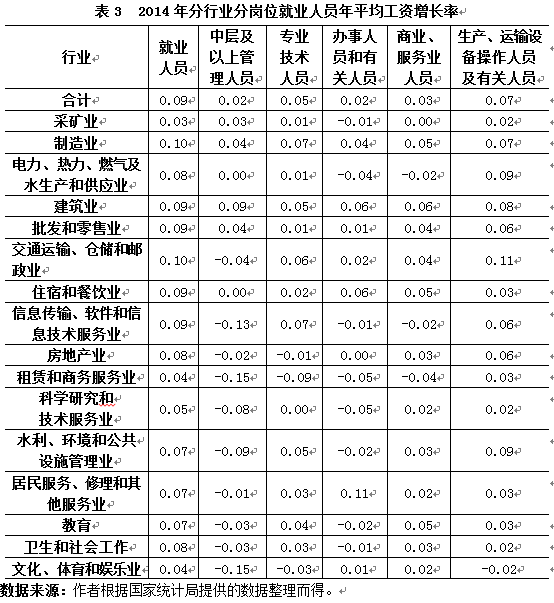 表 3 2014 年分行业分岗位就业人员年平均工资增长率
行业 就业人员 中层及以上管理人员 专业技术人员 办事人员和有关人员 商业、服务业人员 生产、运输设备操作人员及有关人员
合计 0.09 0.02 0.05 0.02 0.03 0.07
采矿业 0.03 0.03 0.01 -0.01 0.00 0.02
制造业 0.10 0.04 0.07 0.04 0.05 0.07
电力、热力、燃气及水生产和供应业 0.08 0.00 0.01 -0.04 -0.02 0.09
建筑业 0.09 0.09 0.05 0.06 0.06 0.08
批发和零售业 0.09 0.04 0.01 0.01 0.04 0.06
交通运输、仓储和邮政业 0.10 -0.04 0.06 0.02 0.04 0.11
住宿和餐饮业 0.09 0.00 0.02 0.06 0.05 0.03
信息传输、软件和信息技术服务业 0.09 -0.13 0.07 -0.01 -0.02 0.06
房地产业 0.08 -0.02 -0.01 0.00 0.03 0.06
租赁和商务服务业 0.04 -0.15 -0.09 -0.05 -0.04 0.03
科学研究和技术服务业 0.05 -0.08 0.00 -0.05 0.02 0.02
水利、环境和公共设施管理业 0.07 -0.09 0.05 -0.02 0.03 0.09
居民服务、修理和其他服务业 0.07 -0.01 0.03 0.11 0.02 0.03
教育 0.07 -0.03 0.04 -0.02 0.05 0.03
卫生和社会工作 0.08 -0.03 0.03 -0.01 0.03 0.02
文化、体育和娱乐业 0.04 -0.15 -0.03 0.01 0.02 -0.02
数据来源：作者根据国家统计局提供的数据整理而得。